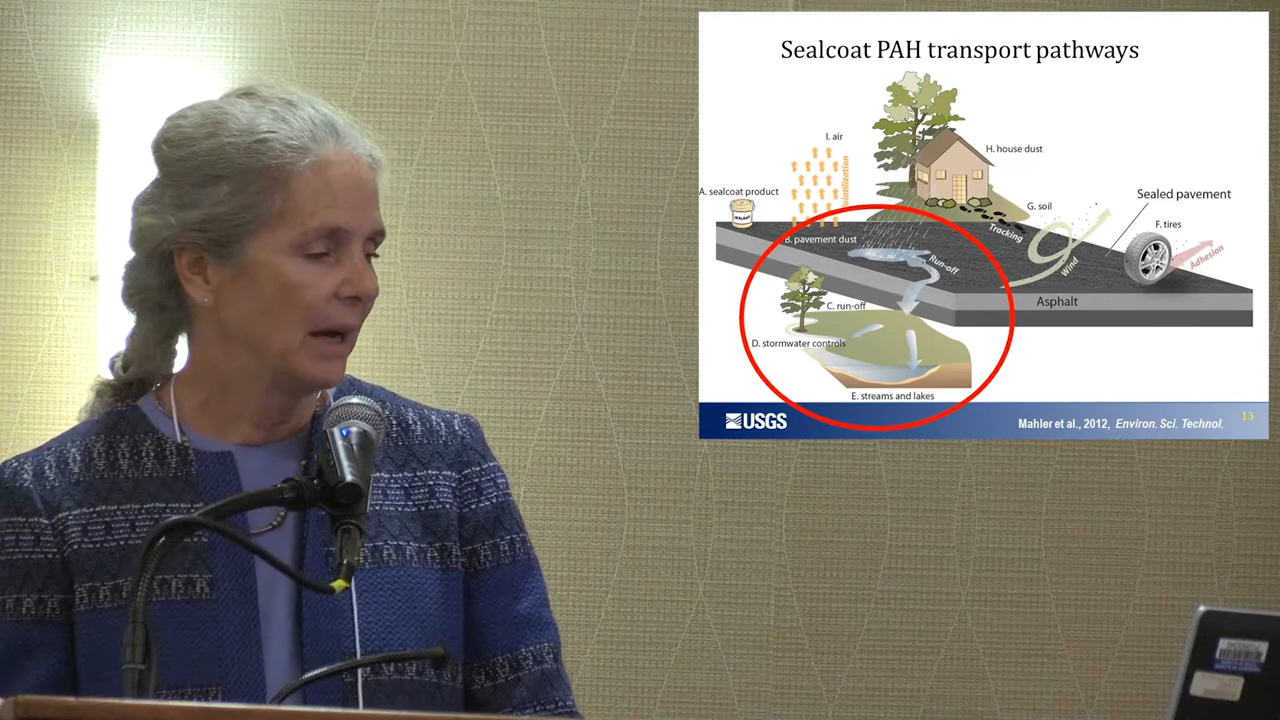 Sealcoat PAH transport pathways
I. air
H. house dust
A. sealcoat product
SEALANT
G. soil
Sealed pavement
F. tires
B. pavement dust
Tracking
Run-off
Wind
Adhesion
C. run-off
Asphalt
D. stormwater controls
E. streams and lakes
USGS
Mahler et al., 2012, Environ. Sci. Technol.
13